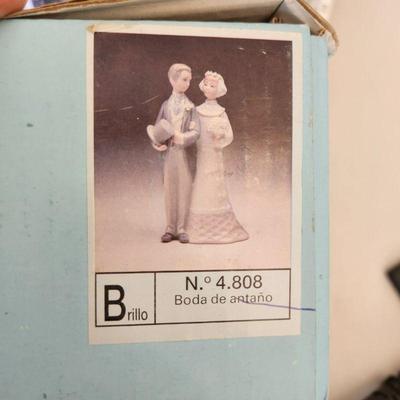 Brillo
N.º 4.808
Boda de antaño